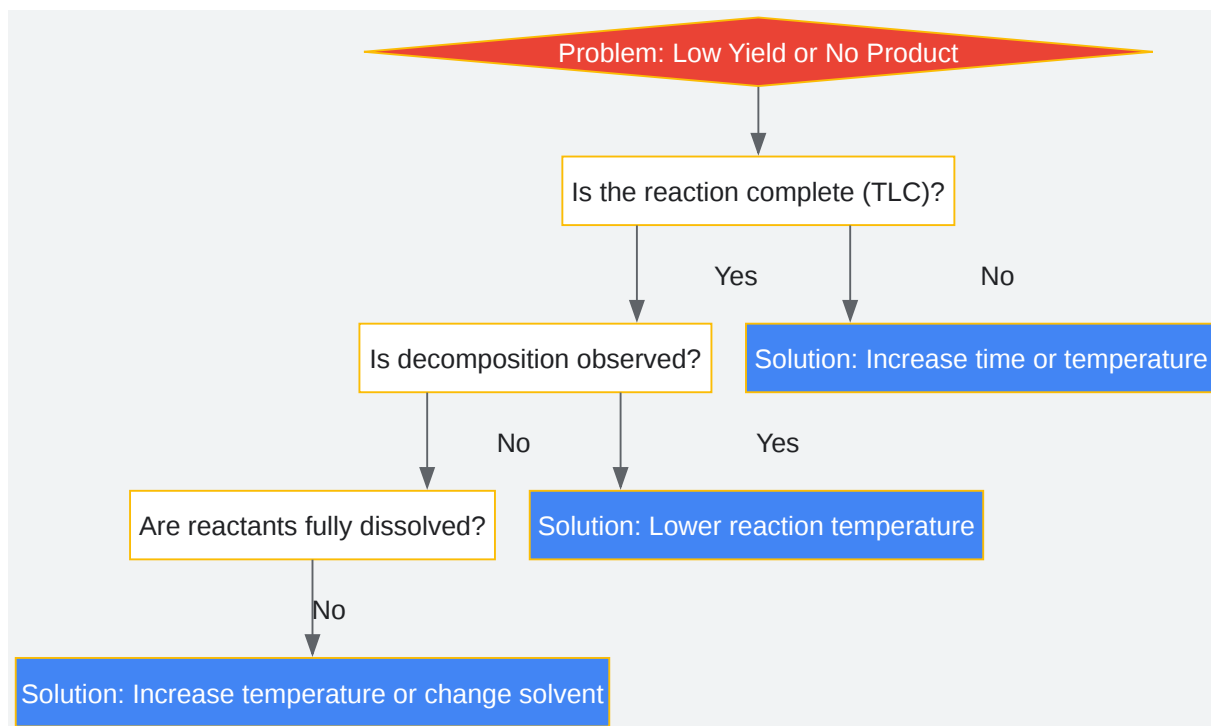 Problem: Low Yield or No Product
Is the reaction complete (TLC)?
Yes
No
Is decomposition observed?
Solution: Increase time or temperature
No
Yes
Are reactants fully dissolved?
Solution: Lower reaction temperature
No
Solution: Increase temperature or change solvent